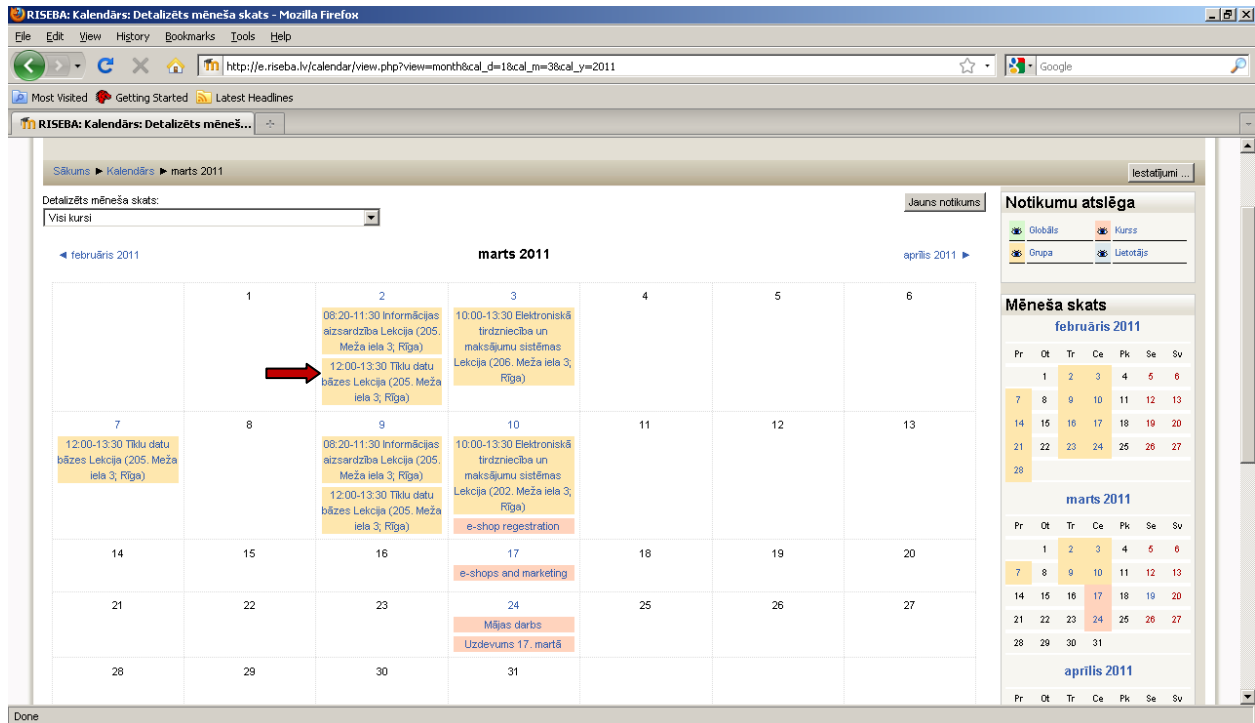 RISEBA: Kalendārs: Detalizēts mēneša skats - Mozilla Firefox
File Edit View History Bookmarks Tools Help
http://e.riseba.lv/calendar/view.php?view=month&cal_d=1&cal_m=3&cal_y=2011
Google
Most Visited Getting Started Latest Headlines
RISEBA: Kalendārs: Detalizēts mēneš...
Sākums ► Kalendārs ► marts 2011
Iestatījumi ...
Detalizēts mēneša skats:
Visi kursi
Jauns notikums
◄ februāris 2011 marts 2011 aprīlis 2011 ►
1 2 3 4 5 6
08:20-11:30 Informācijas
aizsardzība Lekcija (205.
Meža iela 3; Rīga)
12:00-13:30 Tīklu datu
bāzes Lekcija (205. Meža
iela 3; Rīga)
10:00-13:30 Elektroniskā
tirdzniecība un
maksājumu sistēmas
Lekcija (206. Meža iela 3;
Rīga)
7 8 9 10 11 12 13
12:00-13:30 Tīklu datu
bāzes Lekcija (205. Meža
iela 3; Rīga)
08:20-11:30 Informācijas
aizsardzība Lekcija (205.
Meža iela 3; Rīga)
12:00-13:30 Tīklu datu
bāzes Lekcija (205. Meža
iela 3; Rīga)
10:00-13:30 Elektroniskā
tirdzniecība un
maksājumu sistēmas
Lekcija (202. Meža iela 3;
Rīga)
e-shop regestration
14 15 16 17 18 19 20
e-shops and marketing
21 22 23 24 25 26 27
Mājas darbs
Uzdevums 17. martā
28 29 30 31
Notikumu atslēga
Globāls Kurss
Grupa Lietotājs
Mēneša skats
februāris 2011
Pr Ot Tr Ce Pk Se Sv
1 2 3 4 5 6
7 8 9 10 11 12 13
14 15 16 17 18 19 20
21 22 23 24 25 26 27
28
marts 2011
Pr Ot Tr Ce Pk Se Sv
1 2 3 4 5 6
7 8 9 10 11 12 13
14 15 16 17 18 19 20
21 22 23 24 25 26 27
28 29 30 31
aprīlis 2011
Pr Ot Tr Ce Pk Se Sv
Done